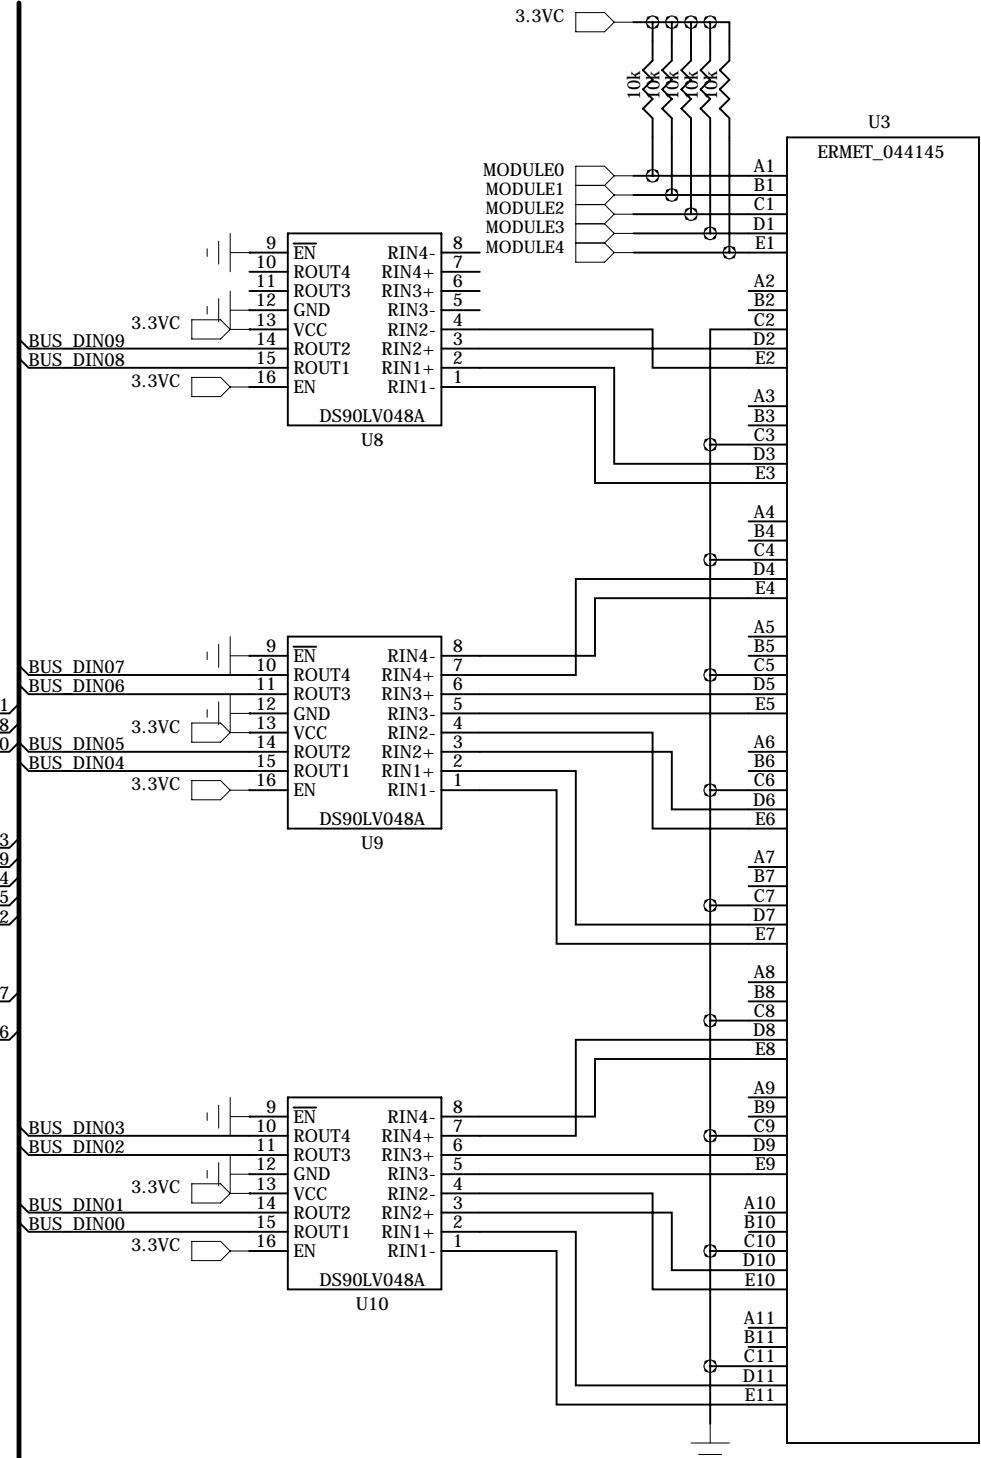 3.3VC
10k
10k
10k
10k
10k
U3
ERMET_044145
MODULE0
MODULE1
MODULE2
MODULE3
MODULE4
A1
B1
C1
D1
E1
A2
B2
C2
D2
E2
A3
B3
C3
D3
E3
A4
B4
C4
D4
E4
A5
B5
C5
D5
E5
A6
B6
C6
D6
E6
A7
B7
C7
D7
E7
A8
B8
C8
D8
E8
A9
B9
C9
D9
E9
A10
B10
C10
D10
E10
A11
B11
C11
D11
E11
9 EN RIN4- 8
10 ROUT4 RIN4+ 7
11 ROUT3 RIN3+ 6
12 GND RIN3- 5
3.3VC 13 VCC RIN2- 4
BUS_DIN09 14 ROUT2 RIN2+ 3
BUS_DIN08 15 ROUT1 RIN1+ 2
3.3VC 16 EN RIN1- 1
DS90LV048A
U8
9 EN RIN4- 8
BUS_DIN07 10 ROUT4 RIN4+ 7
BUS_DIN06 11 ROUT3 RIN3+ 6
12 GND RIN3- 5
3.3VC 13 VCC RIN2- 4
BUS_DIN05 14 ROUT2 RIN2+ 3
BUS_DIN04 15 ROUT1 RIN1+ 2
3.3VC 16 EN RIN1- 1
DS90LV048A
U9
1
8
0
3
9
4
5
2
7
6
9 EN RIN4- 8
BUS_DIN03 10 ROUT4 RIN4+ 7
BUS_DIN02 11 ROUT3 RIN3+ 6
12 GND RIN3- 5
3.3VC 13 VCC RIN2- 4
BUS_DIN01 14 ROUT2 RIN2+ 3
BUS_DIN00 15 ROUT1 RIN1+ 2
3.3VC 16 EN RIN1- 1
DS90LV048A
U10